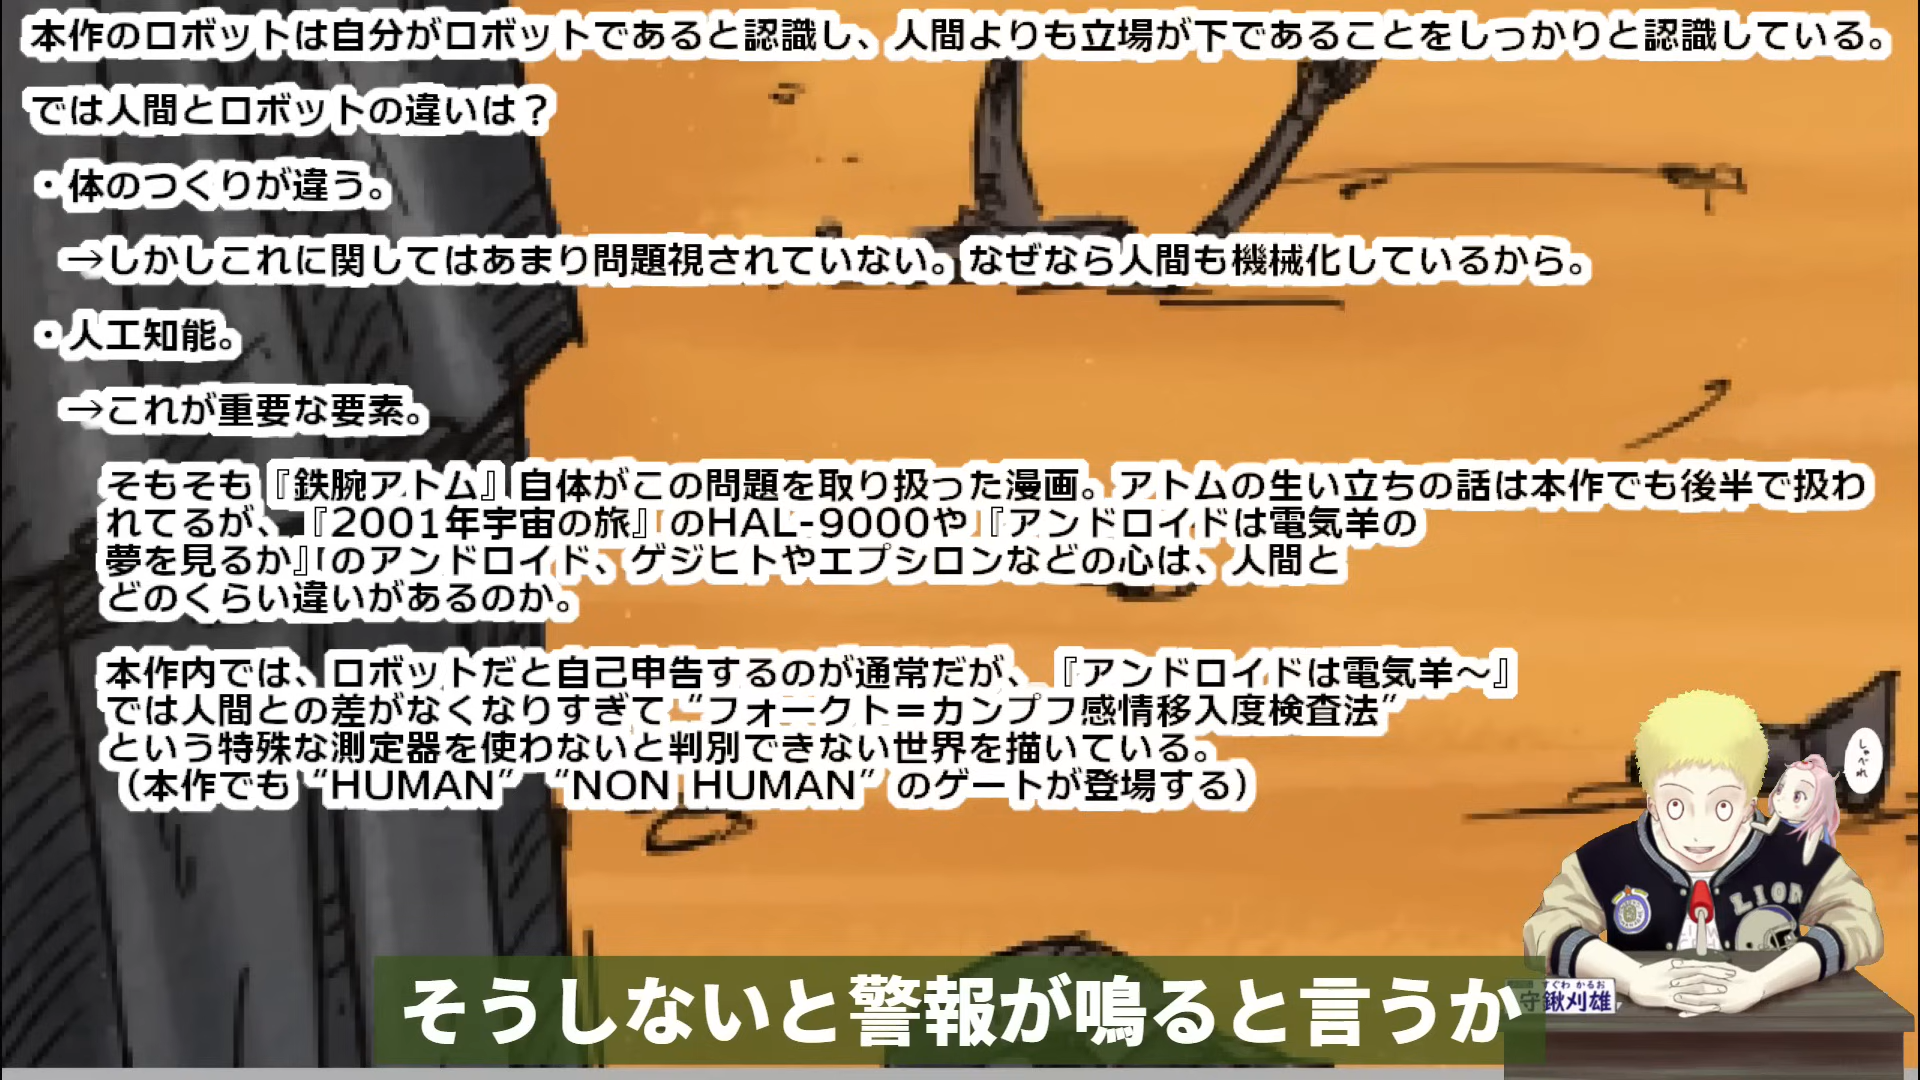 本作のロボットは自分がロボットであると認識し、人間よりも立場が下であることをしっかりと認識している。
では人間とロボットの違いは？
・体のつくりが違う。
→しかしこれに関してはあまり問題視されていない。なぜなら人間も機械化しているから。
・人工知能。
→これが重要な要素。
そもそも『鉄腕アトム』自体がこの問題を取り扱った漫画。アトムの生い立ちの話は本作でも後半で扱わ
れてるが、『2001年宇宙の旅』のHAL-9000や『アンドロイドは電気羊の
夢を見るか』のアンドロイド、ゲジヒトやエプシロンなどの心は、人間と
どのくらい違いがあるのか。
本作内では、ロボットだと自己申告するのが通常だが、『アンドロイドは電気羊～』
では人間との差がなくなりすぎて“フォークト＝カンプフ感情移入度検査法”
という特殊な測定器を使わないと判別できない世界を描いている。
（本作でも“HUMAN”“NON HUMAN”のゲートが登場する）
しゃべれ
LION
すぐわ かるお
守鍬刈雄
そうしないと警報が鳴ると言うか